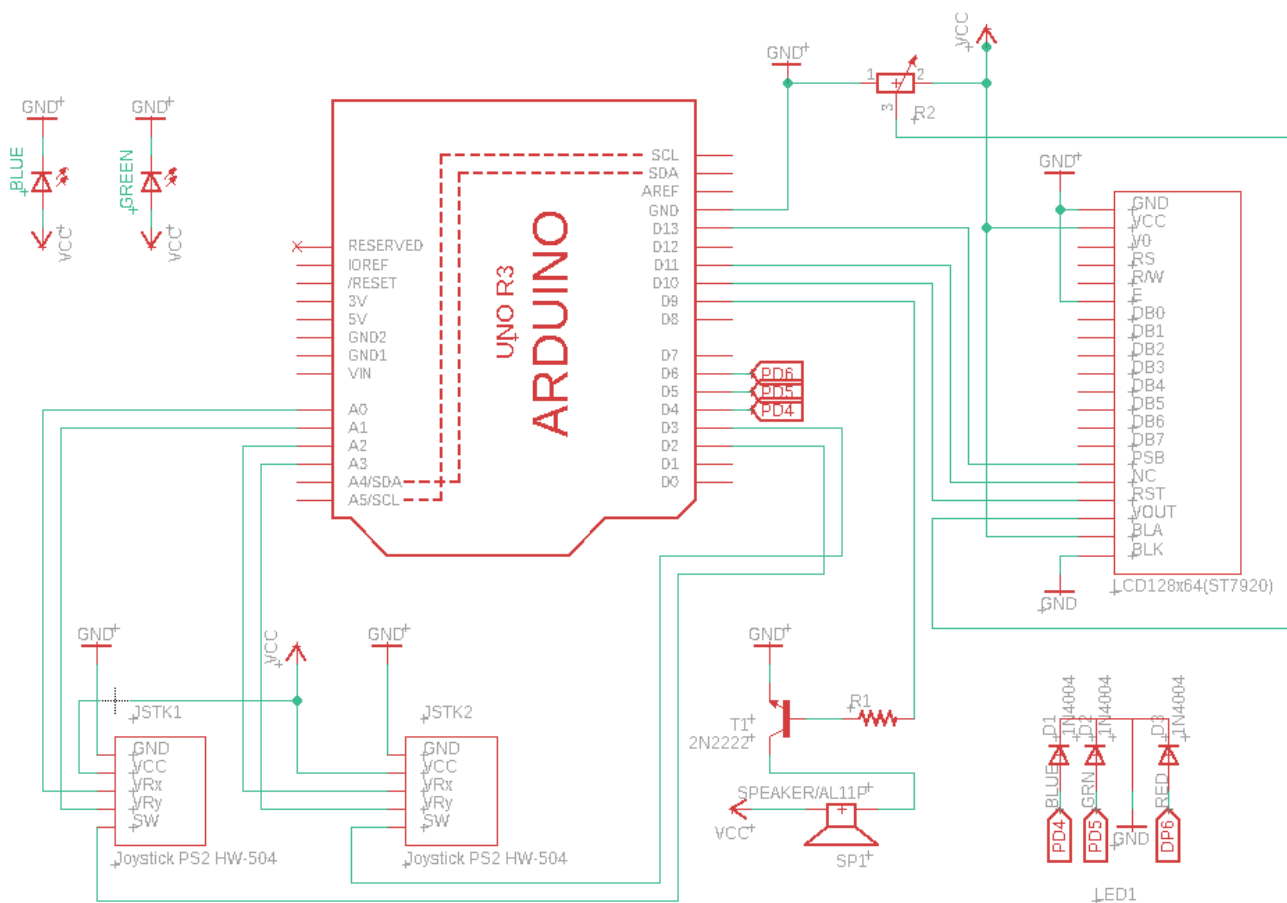 GND
GND
BLUE
GREEN
VCC
VCC
UNO R3
ARDUINO
RESERVED
IOREF
/RESET
3V
5V
GND2
GND1
VIN
A0
A1
A2
A3
A4/SDA
A5/SCL
SCL
SDA
AREF
GND
D13
D12
D11
D10
D9
D8
D7
D6
D5
D4
D3
D2
D1
D0
PD6
PD5
PD4
GND
VCC
1
2
3
R2
GND
GND
VCC
V0
RS
R/W
E
DB0
DB1
DB2
DB3
DB4
DB5
DB6
DB7
PSB
NC
RST
VOUT
BLA
BLK
LCD128x64(ST7920)
GND
GND
VCC
GND
JSTK1
GND
VCC
VRx
VRy
SW
Joystick PS2 HW-504
JSTK2
GND
VCC
VRx
VRy
SW
Joystick PS2 HW-504
GND
T1
2N2222
R1
SPEAKER/AL11P
VCC
SP1
D1
1N4004
D2
1N4004
D3
1N4004
BLUE
GRN
RED
PD4
PD5
GND
DP6
LED1